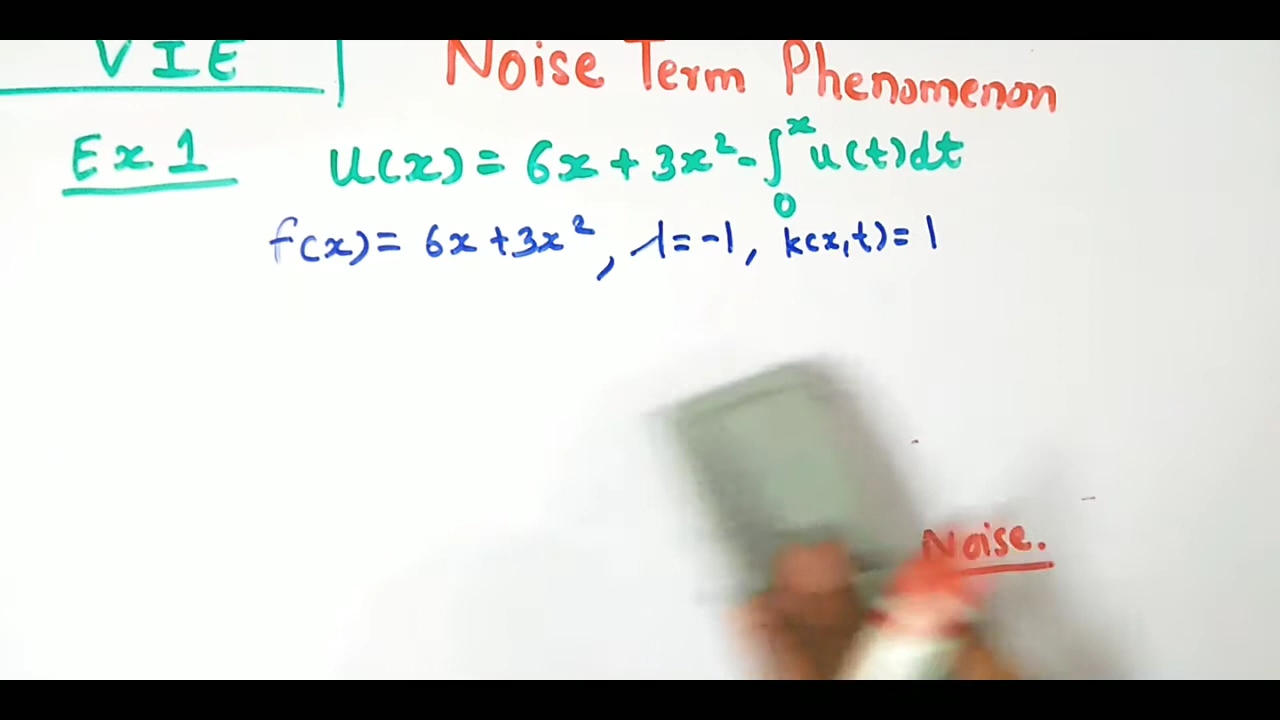 VIE | Noise Term Phenomenon
Ex 1 u(x) = 6x + 3x² - ∫₀ˣ u(t)dt
f(x) = 6x + 3x², λ = -1, k(x,t) = 1
Noise.